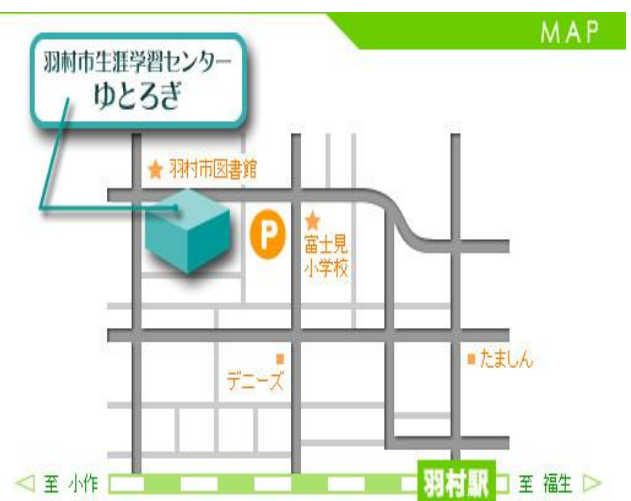 MAP
羽村市生涯学習センター
ゆとろぎ
羽村市図書館
P
富士見
小学校
デニーズ
たましん
至 小作
羽村駅
至 福生